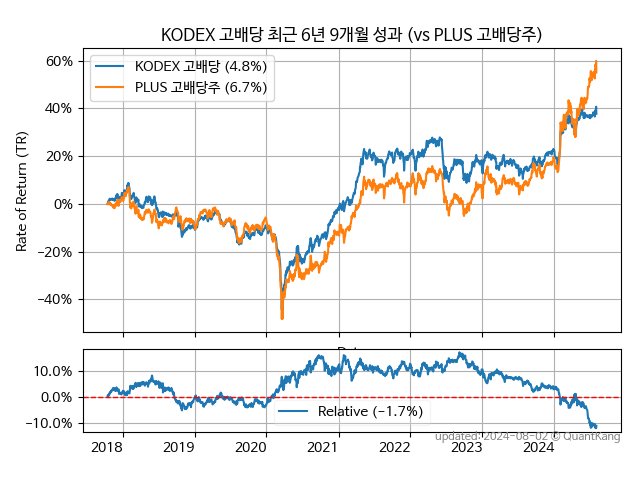 KODEX 고배당 최근 6년 9개월 성과 (vs PLUS 고배당주)
KODEX 고배당 (4.8%)
PLUS 고배당주 (6.7%)
Rate of Return (TR)
60%
40%
20%
0%
−20%
−40%
10.0%
0.0%
−10.0%
Relative (−1.7%)
updated: 2024-08-02 © QuantKang
2018
2019
2020
2021
2022
2023
2024